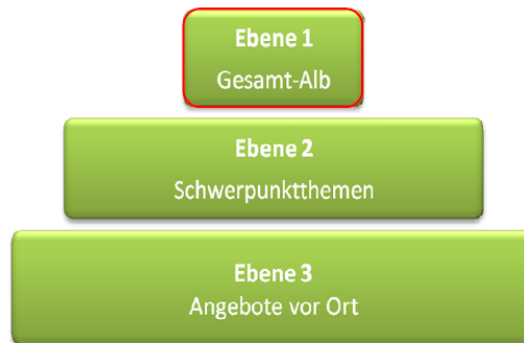 Ebene 1
Gesamt-Alb
Ebene 2
Schwerpunktthemen
Ebene 3
Angebote vor Ort